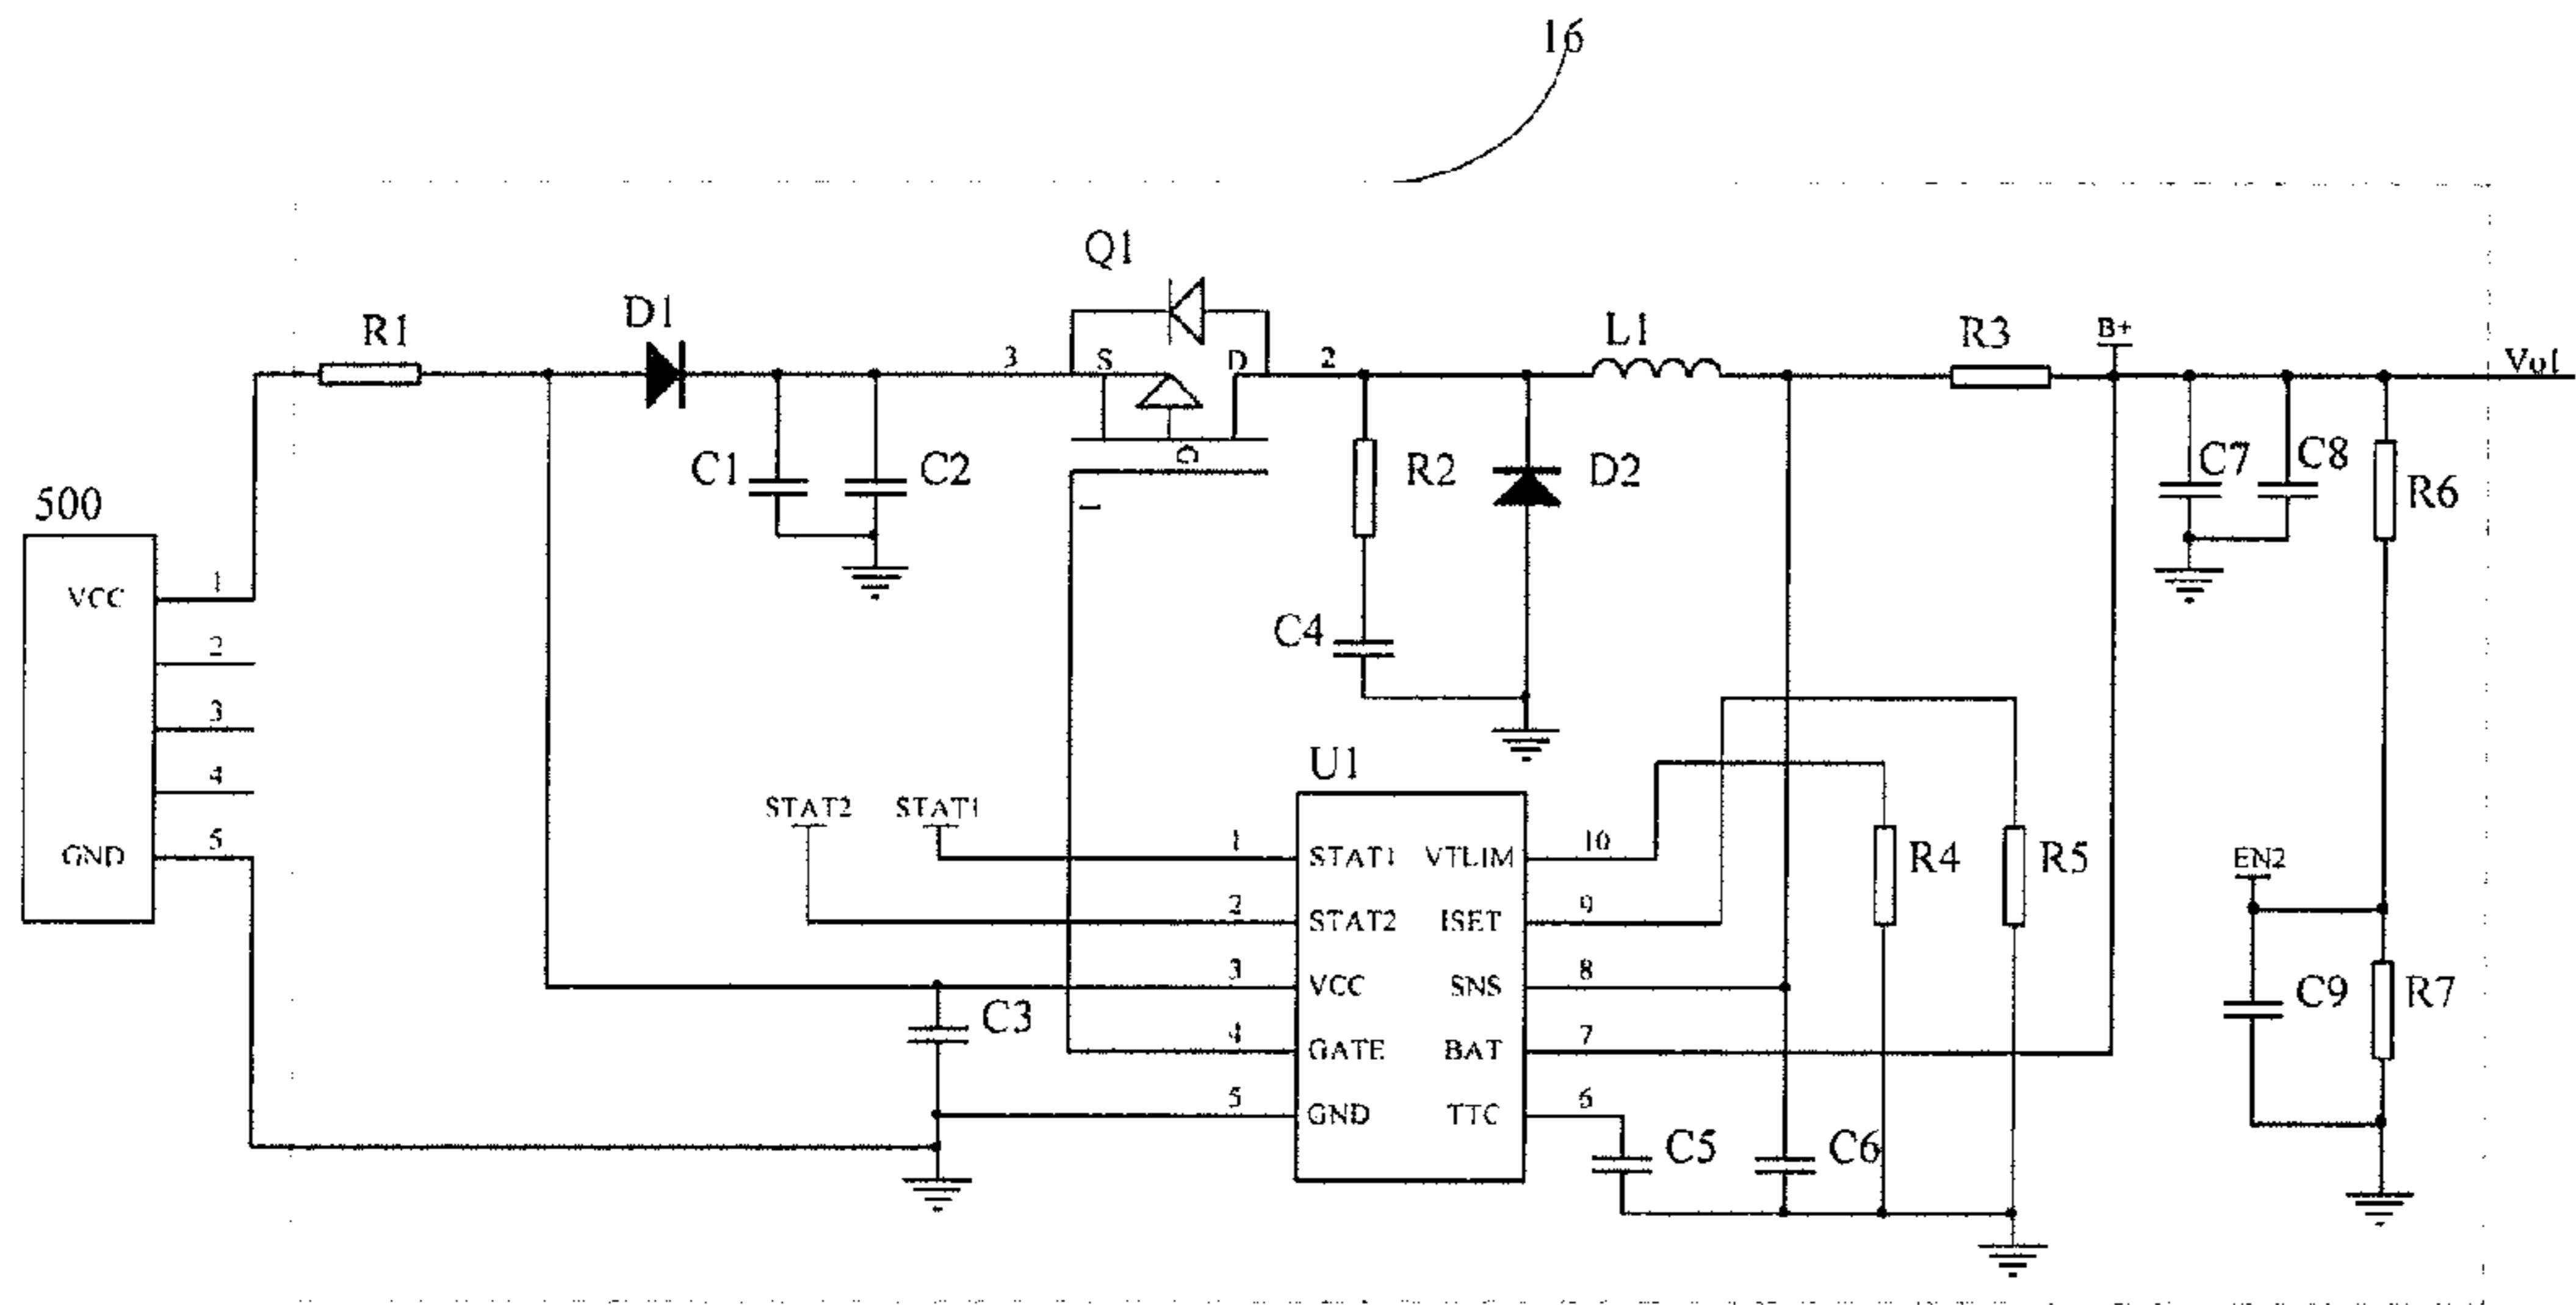 16
Q1
D1
R1
L1
R3
B+
Vo1
3
S
D
2
G
1
C1
C2
R2
D2
C7
C8
R6
500
VCC
1
2
3
4
GND
5
C4
U1
STAT2
STAT1
1
STAT1
VTLIM
10
R4
R5
EN2
2
STAT2
ISET
9
3
VCC
SNS
8
C9
R7
C3
4
GATE
BAT
7
5
GND
TTC
6
C5
C6